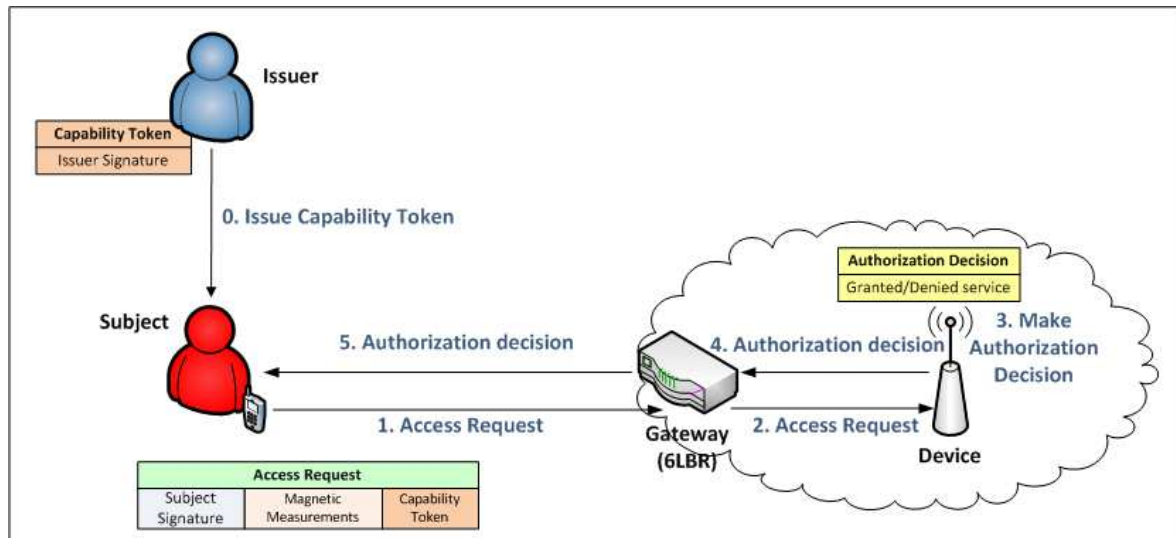 Issuer
Capability Token
Issuer Signature
0. Issue Capability Token
Authorization Decision
Granted/Denied service
Subject
5. Authorization decision
4. Authorization decision
3. Make
Authorization
Decision
1. Access Request
Gateway
(6LBR)
2. Access Request
Device
Access Request
Subject
Signature
Magnetic
Measurements
Capability
Token